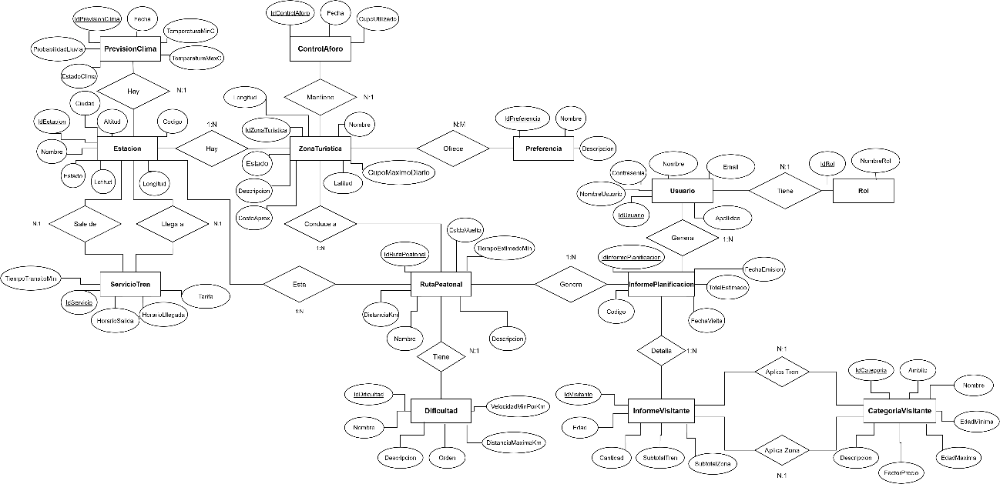 IdPrevisionClima
Fecha
TemperaturaMinC
ProbabilidadLluvia
PrevisionClima
TemperaturaMaxC
EstadoClima
Hay
N:1
IdControlAforo
Fecha
CupoUtilizado
ControlAforo
Mantiene
N:1
Ciudad
IdEstacion
Altitud
Codigo
Nombre
Estacion
Estado
Latitud
Longitud
1:N
Hay
Longitud
IdZonaTuristica
Nombre
ZonaTuristica
Estado
CupoMaximoDiario
Descripcion
Latitud
CostoAprox
N:M
Ofrece
IdPreferencia
Nombre
Preferencia
Descripcion
Contrasenia
Nombre
Email
NombreUsuario
Usuario
IdUsuario
Apellidos
N:1
Tiene
IdRol
NombreRol
Rol
N.1
Sale de
Llega a
N.1
Conduce a
1:N
Genera
1:N
TiempoTransitoMin
ServicioTren
IdServicio
Tarifa
HorarioSalida
HorarioLlegada
Esta
1:N
EsIdaVuelta
IdRutaPeatonal
TiempoEstimadoMin
RutaPeatonal
DistanciaKm
Nombre
Descripcion
1:N
Genera
IdInformePlanificacion
FechaEmision
InformePlanificacion
TotalEstimado
Codigo
FechaVisita
Tiene
N:1
Detalla
1:N
IdDificultad
VelocidadMinPorKm
Nombre
Dificultad
DistanciaMaximaKm
Descripcion
Orden
IdVisitante
InformeVisitante
Edad
Cantidad
SubtotalTren
SubtotalZona
N:1
Aplica Tren
Aplica Zona
N.1
IdCategoria
Ambito
Nombre
CategoriaVisitante
EdadMinima
Descripcion
FactorPrecio
EdadMaxima